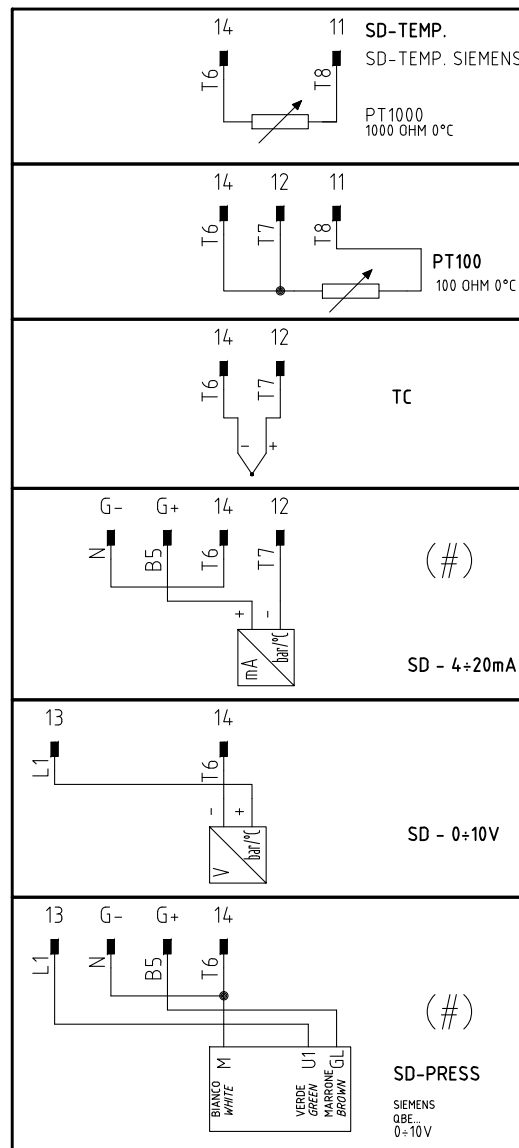 14 11 SD-TEMP.
T6 T8 SD-TEMP. SIEMENS
PT1000
1000 OHM 0°C
14 12 11
T6 T7 T8
PT100
100 OHM 0°C
14 12
T6 T7
TC
- +
G- G+ 14 12
N B5 T6 T7
(#)
+ -
mA bar/°C
SD - 4÷20mA
13 14
L1 T6
- +
V bar/°C
SD - 0÷10V
13 G- G+ 14
L1 N B5 T6
(#)
M U1 GL
BIANCO VERDE MARRONE
WHITE GREEN BROWN
SD-PRESS
SIEMENS
QBE...
0÷10V